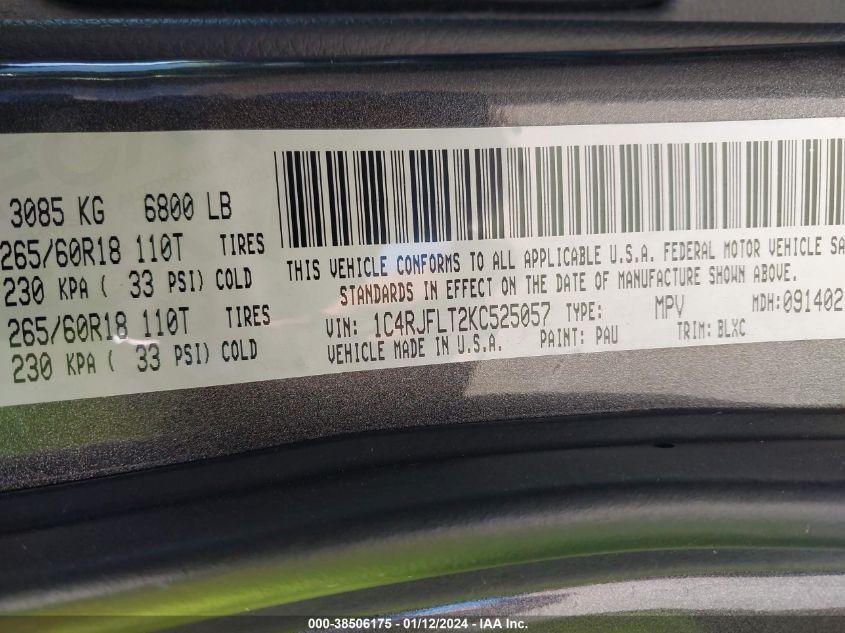 3085 KG 6800 LB
265/60R18 110T TIRES
230 KPA ( 33 PSI) COLD
265/60R18 110T TIRES
230 KPA ( 33 PSI) COLD
THIS VEHICLE CONFORMS TO ALL APPLICABLE U.S.A. FEDERAL MOTOR VEHICLE SA
STANDARDS IN EFFECT ON THE DATE OF MANUFACTURE SHOWN ABOVE.
VIN: 1C4RJFLT2KC525057 TYPE: MPV MDH:091402
VEHICLE MADE IN U.S.A. PAINT: PAU TRIM: BLXC
000-38506175 - 01/12/2024 - IAA, Inc.